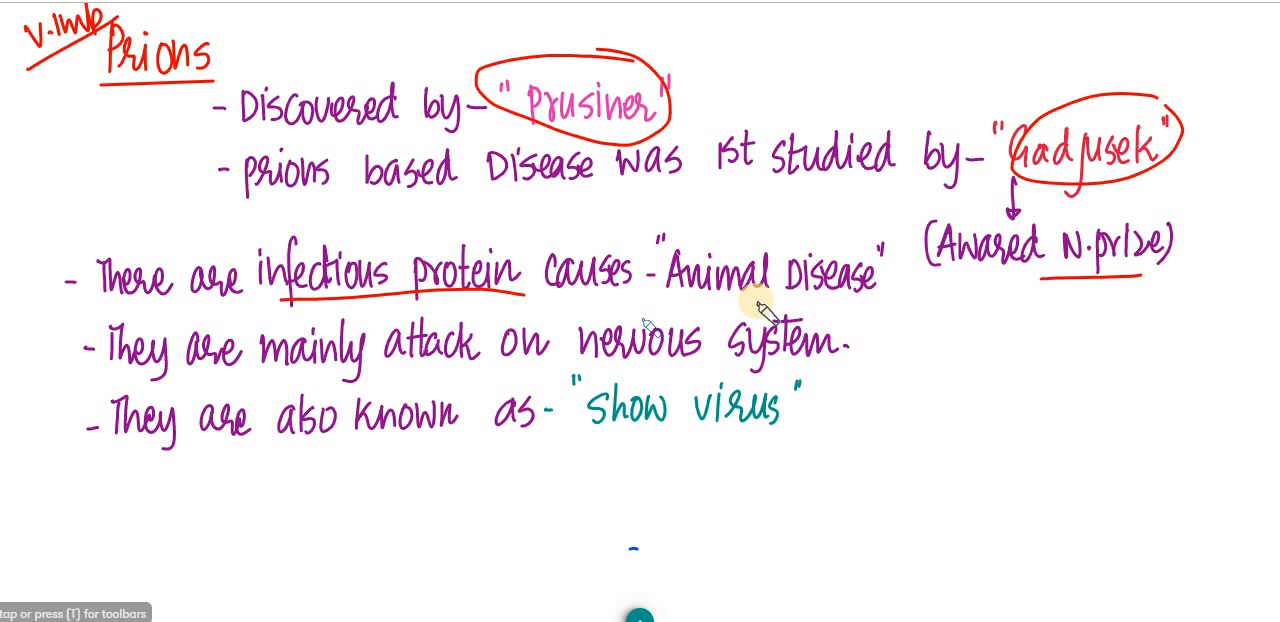 V.Imp
Prions
- Discovered by- "Prusiner"
- Prions based Disease was 1st studied by- "Gadjusek"
(Awared N.prize)
- There are infectious protein causes - "Animal Disease"
- They are mainly attack on nervous system.
- They are also known as- "show virus"
-
tap or press [T] for toolbars